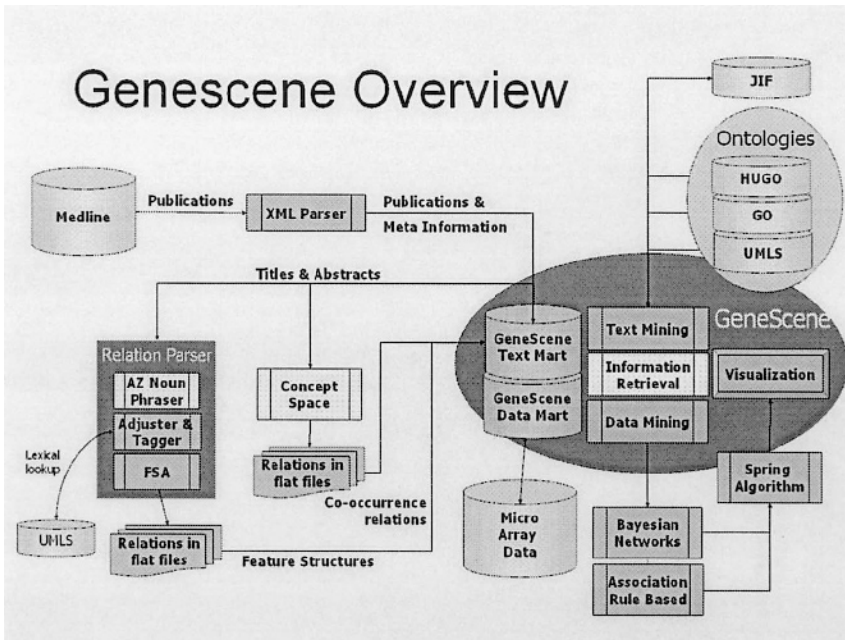 Genescene Overview
JIF
Ontologies
HUGO
GO
UMLS
Medline
Publications
XML Parser
Publications &
Meta Information
Titles & Abstracts
GeneScene
GeneScene
Text Mart
GeneScene
Data Mart
Text Mining
Information
Retrieval
Data Mining
Visualization
Relation Parser
AZ Noun
Phraser
Adjuster &
Tagger
FSA
Lexical
lookup
UMLS
Concept
Space
Relations in
flat files
Co-occurrence
relations
Relations in
flat files
Feature Structures
Micro
Array
Data
Spring
Algorithm
Bayesian
Networks
Association
Rule Based